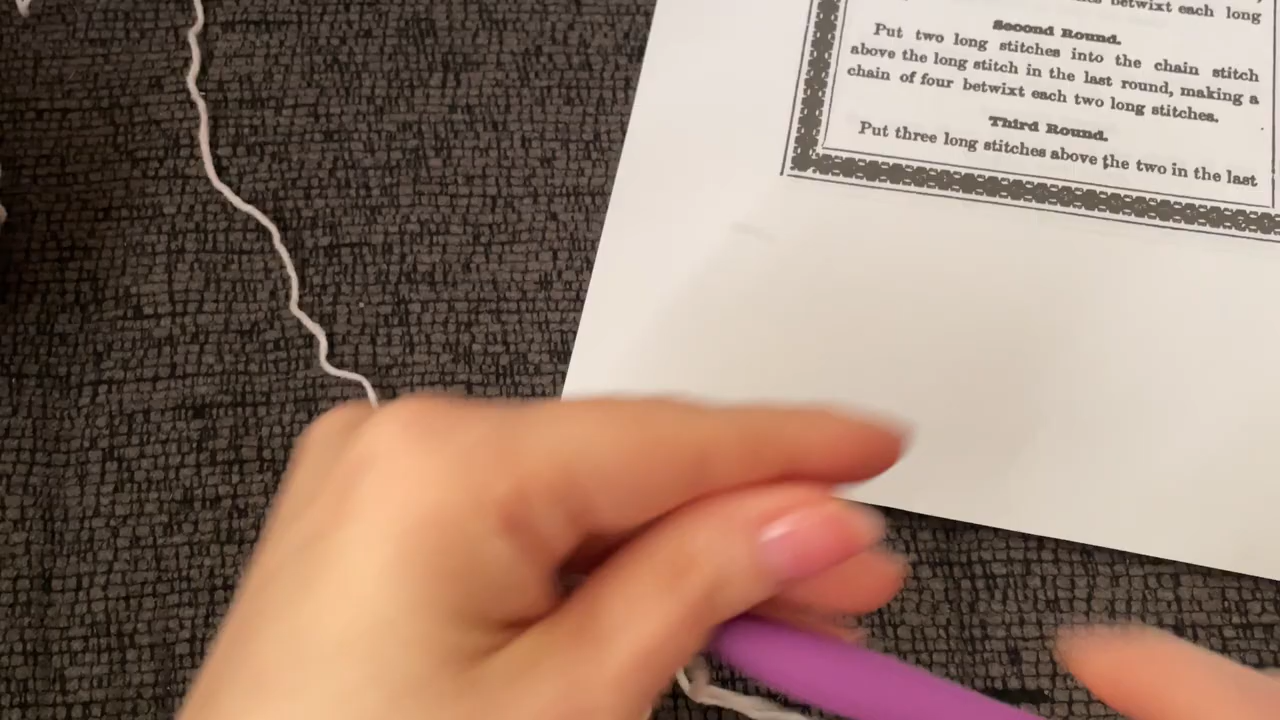 betwixt each long
Second Round.
Put two long stitches into the chain stitch
above the long stitch in the last round, making a
chain of four betwixt each two long stitches.
Third Round.
Put three long stitches above the two in the last